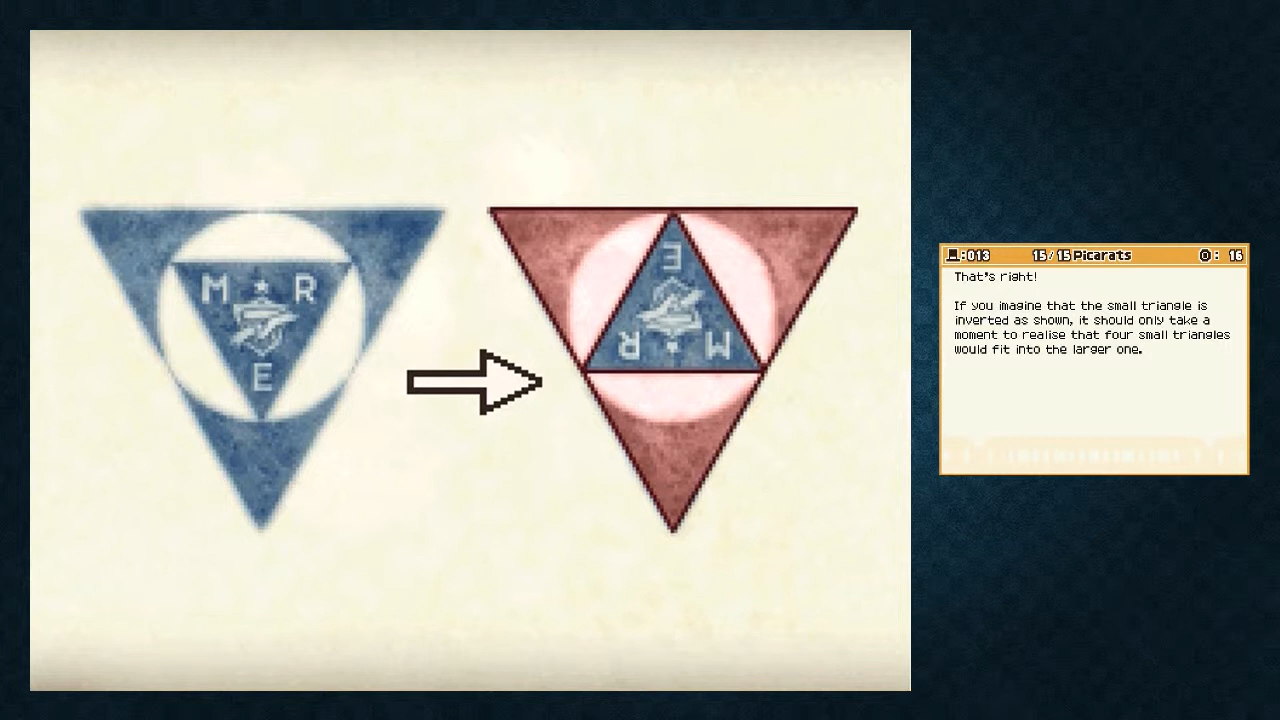 M R
E
E
R M
:013 15/15 Picarats : 16
That's right!
If you imagine that the small triangle is
inverted as shown, it should only take a
moment to realise that four small triangles
would fit into the larger one.